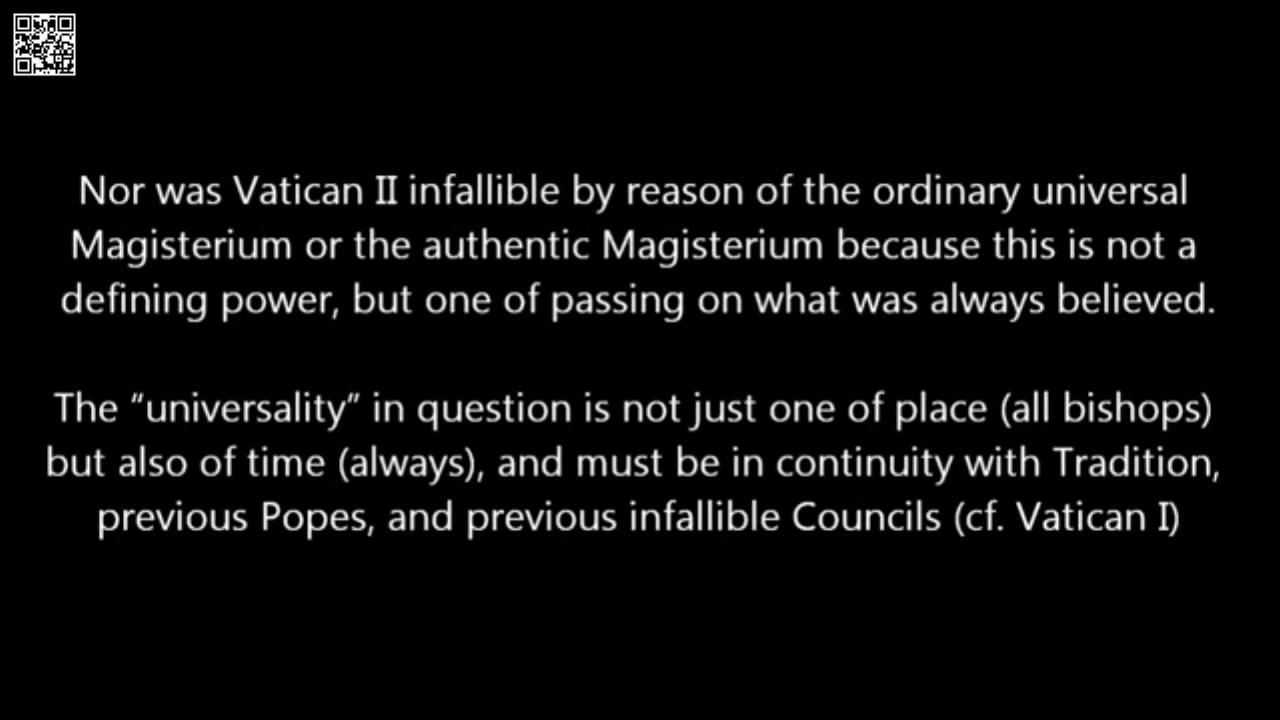 Nor was Vatican II infallible by reason of the ordinary universal
Magisterium or the authentic Magisterium because this is not a
defining power, but one of passing on what was always believed.
The “universality” in question is not just one of place (all bishops)
but also of time (always), and must be in continuity with Tradition,
previous Popes, and previous infallible Councils (cf. Vatican I)